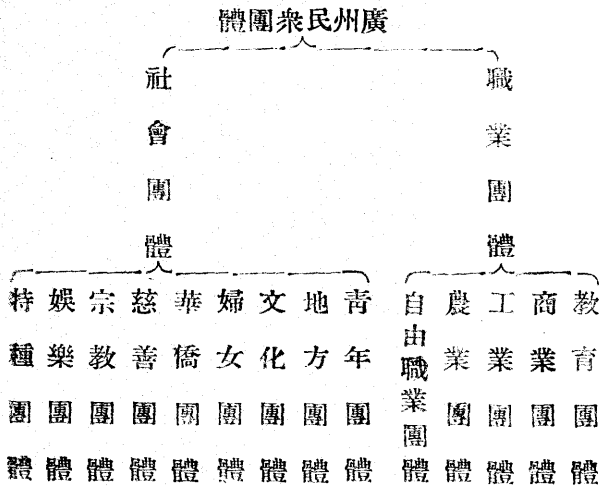 廣州民衆團體
職業團體
社會團體
教育團體
商業團體
工業團體
農業團體
自由職業團體
青年團體
地方團體
文化團體
婦女團體
華僑團體
慈善團體
宗教團體
娛樂團體
特種團體